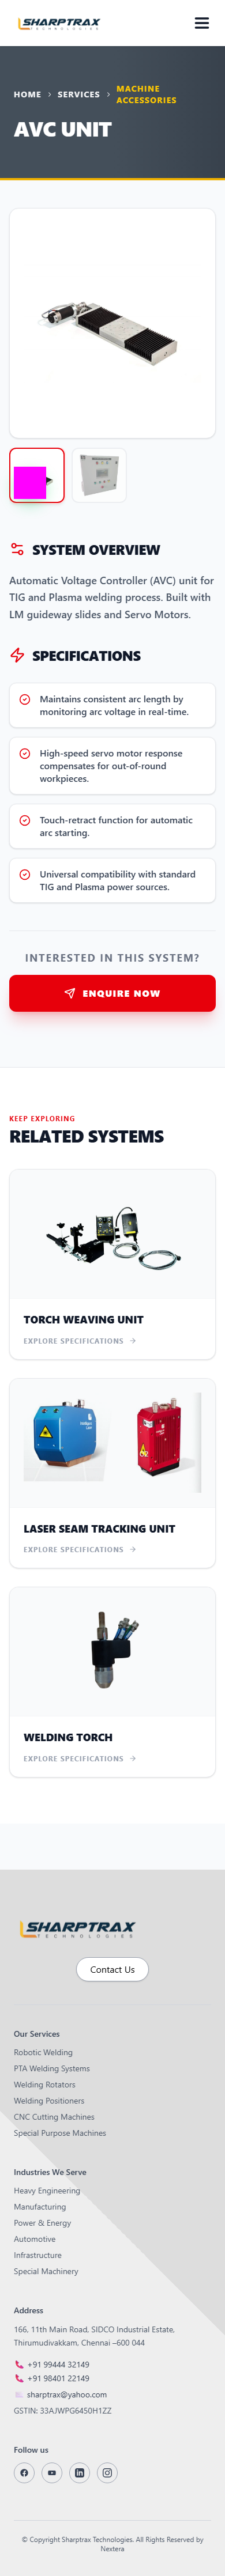 SHARPTRAX
TECHNOLOGIES
HOME > SERVICES > MACHINE
ACCESSORIES
AVC UNIT
SYSTEM OVERVIEW
Automatic Voltage Controller (AVC) unit for
TIG and Plasma welding process. Built with
LM guideway slides and Servo Motors.
SPECIFICATIONS
Maintains consistent arc length by
monitoring arc voltage in real-time.
High-speed servo motor response
compensates for out-of-round
workpieces.
Touch-retract function for automatic
arc starting.
Universal compatibility with standard
TIG and Plasma power sources.
INTERESTED IN THIS SYSTEM?
ENQUIRE NOW
KEEP EXPLORING
RELATED SYSTEMS
TORCH WEAVING UNIT
EXPLORE SPECIFICATIONS
LASER SEAM TRACKING UNIT
EXPLORE SPECIFICATIONS
WELDING TORCH
EXPLORE SPECIFICATIONS
SHARPTRAX
TECHNOLOGIES
Contact Us
Our Services
Robotic Welding
PTA Welding Systems
Welding Rotators
Welding Positioners
CNC Cutting Machines
Special Purpose Machines
Industries We Serve
Heavy Engineering
Manufacturing
Power & Energy
Automotive
Infrastructure
Special Machinery
Address
166, 11th Main Road, SIDCO Industrial Estate,
Thirumudivakkam, Chennai –600 044
+91 99444 32149
+91 98401 22149
sharptrax@yahoo.com
GSTIN: 33AJWPG6450H1ZZ
Follow us
© Copyright Sharptrax Technologies. All Rights Reserved by
Nextera